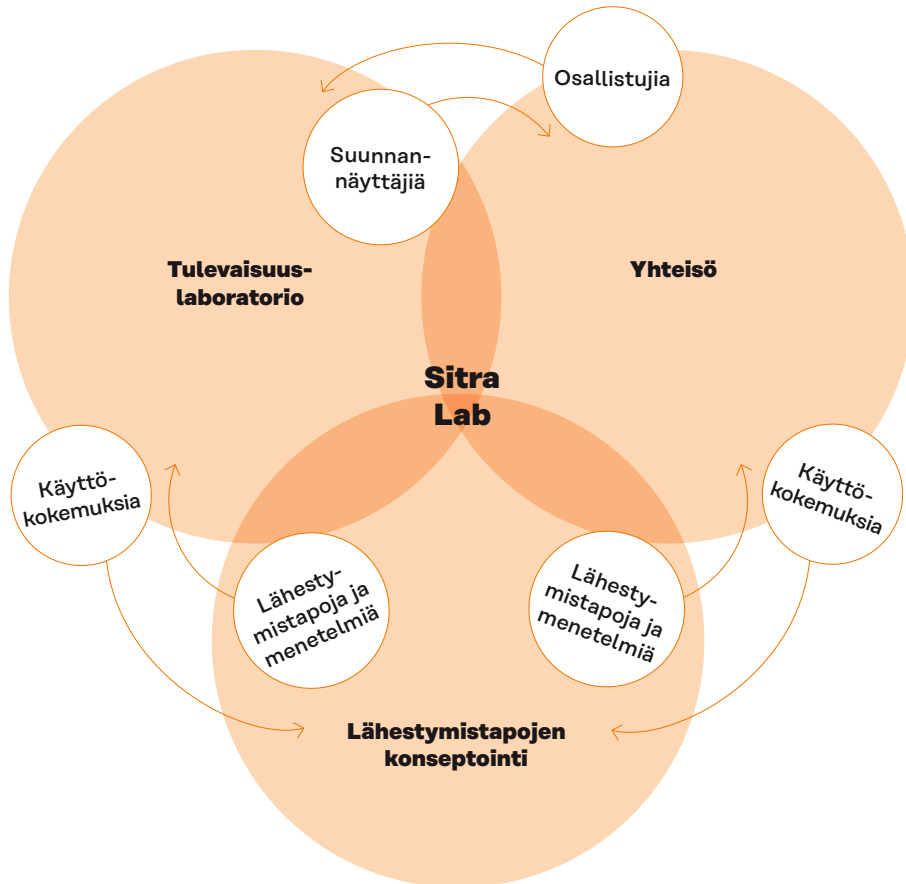 Osallistujia
Suunnan-
näyttäjiä
Tulevaisuus-
laboratorio
Yhteisö
Sitra
Lab
Käyttö-
kokemuksia
Käyttö-
kokemuksia
Lähesty-
mistapoja ja
menetelmiä
Lähesty-
mistapoja ja
menetelmiä
Lähestymistapojen
konseptointi